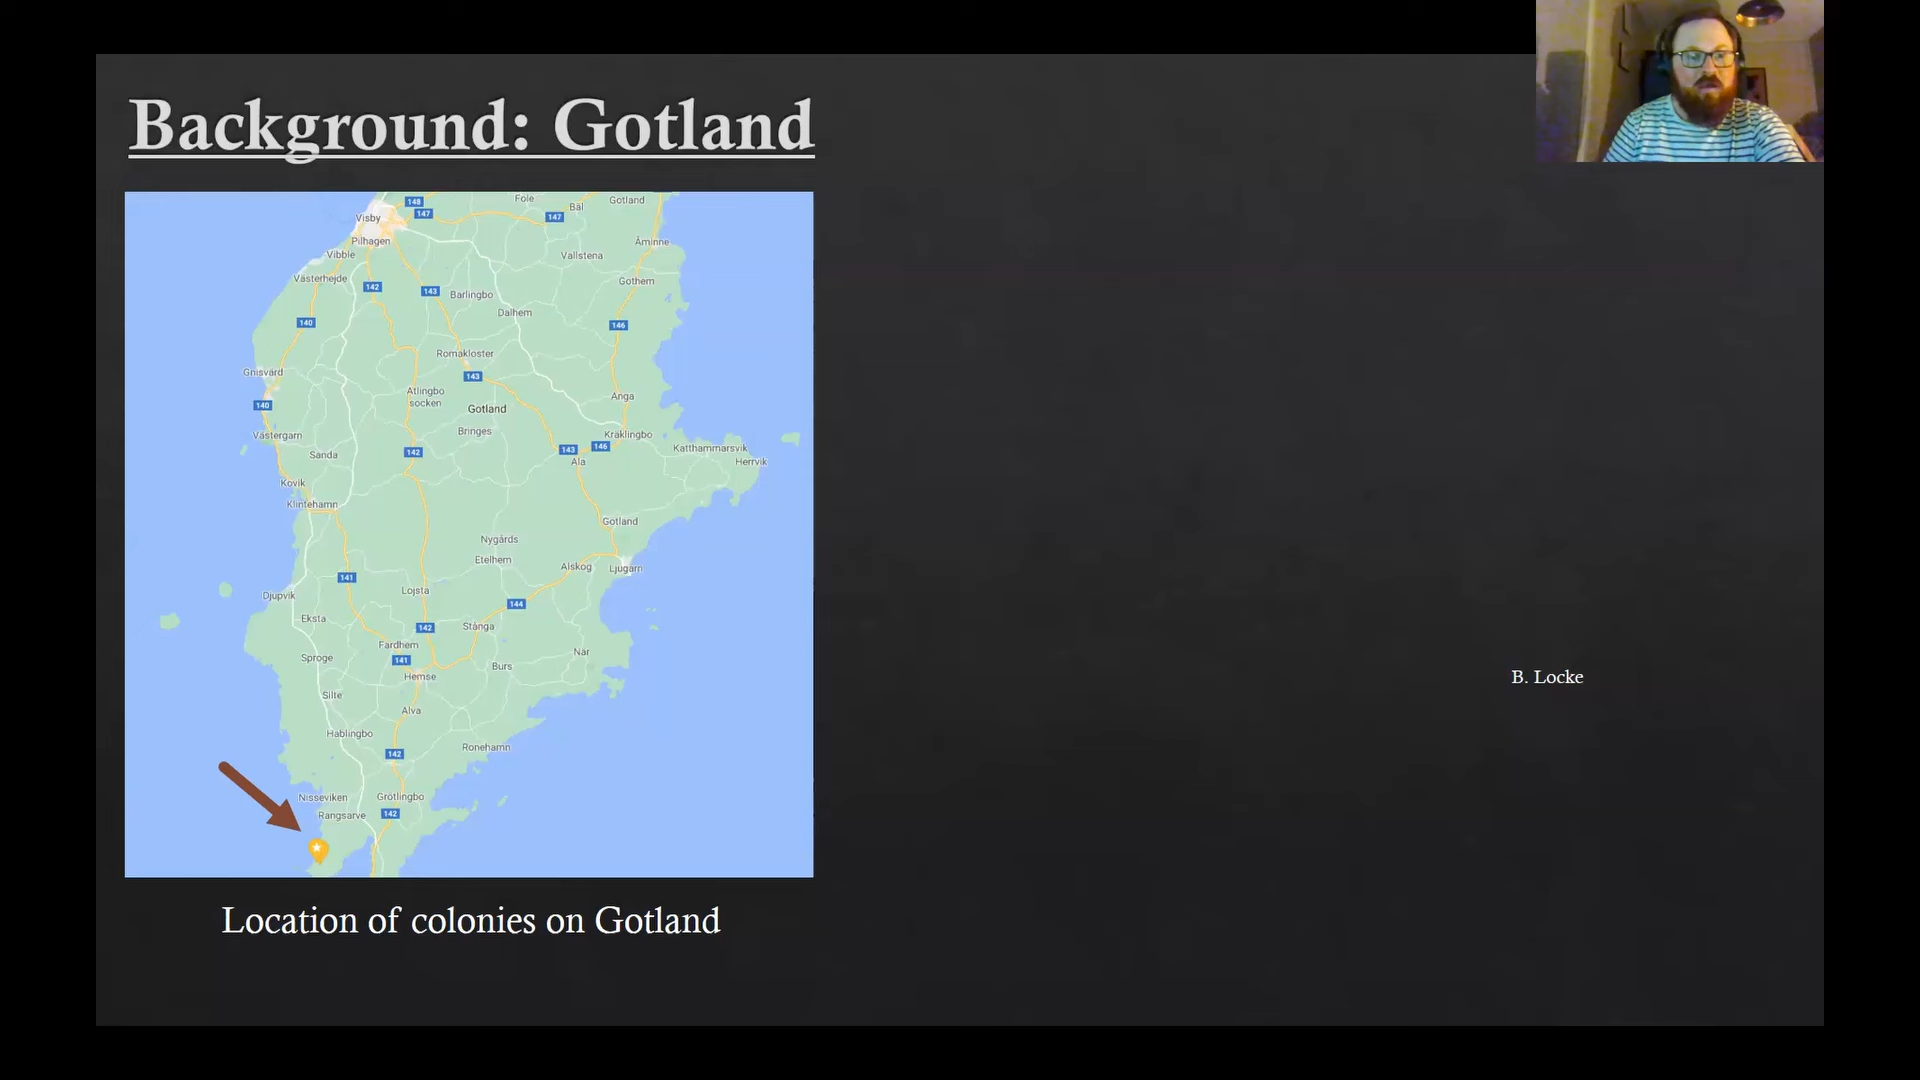 Background: Gotland
148
147
Fole
Gotland
Bäl
147
Visby
Pilhagen
Åminne
Vibble
Vallstena
Västerhejde
Gothem
142
143
Barlingbo
Dalhem
140
146
Romakloster
Gnisvärd
143
Atlingbo
socken
Anga
140
Gotland
Bringes
Västergarn
Kräklingbo
143
146
Katthammarsvik
Sanda
142
Ala
Herrvik
Kovik
Klintehamn
Gotland
Nygårds
Etelhem
Alskog
Ljugarn
141
Djupvik
Lojsta
144
Eksta
142
Stånga
Fardhem
När
Sproge
141
Burs
Hemse
Silte
Alva
Hablingbo
Ronehamn
142
Nisseviken
Grötlingbo
Rangsarve
142
B. Locke
Location of colonies on Gotland